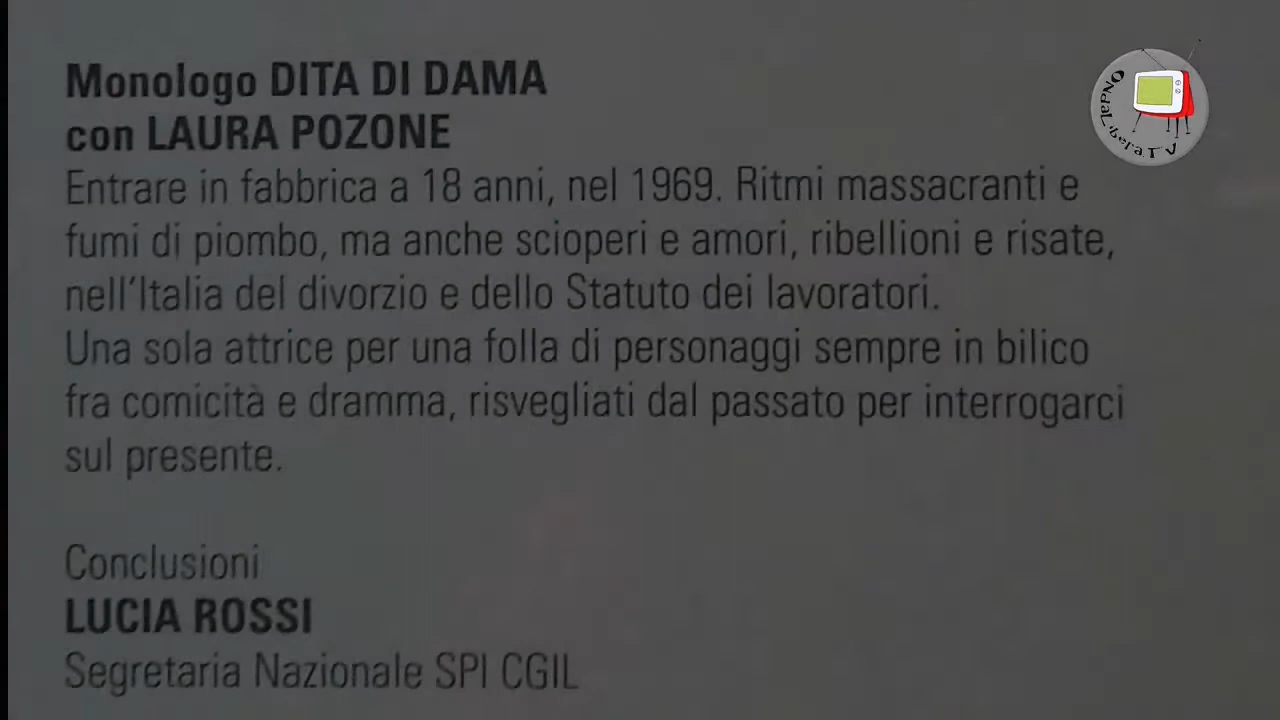 Monologo DITA DI DAMA
con LAURA POZONE
Entrare in fabbrica a 18 anni, nel 1969. Ritmi massacranti e
fumi di piombo, ma anche scioperi e amori, ribellioni e risate,
nell'Italia del divorzio e dello Statuto dei lavoratori.
Una sola attrice per una folla di personaggi sempre in bilico
fra comicità e dramma, risvegliati dal passato per interrogarci
sul presente.
Conclusioni
LUCIA ROSSI
Segretaria Nazionale SPI CGIL